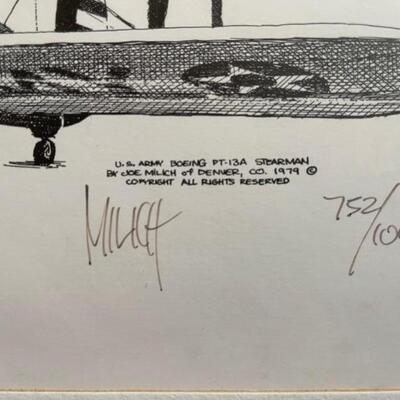 U.S. ARMY BOEING PT-13A STEARMAN
BY JOE MILICH of DENVER, CO. 1979 ©
COPYRIGHT ALL RIGHTS RESERVED
MILICH
752/